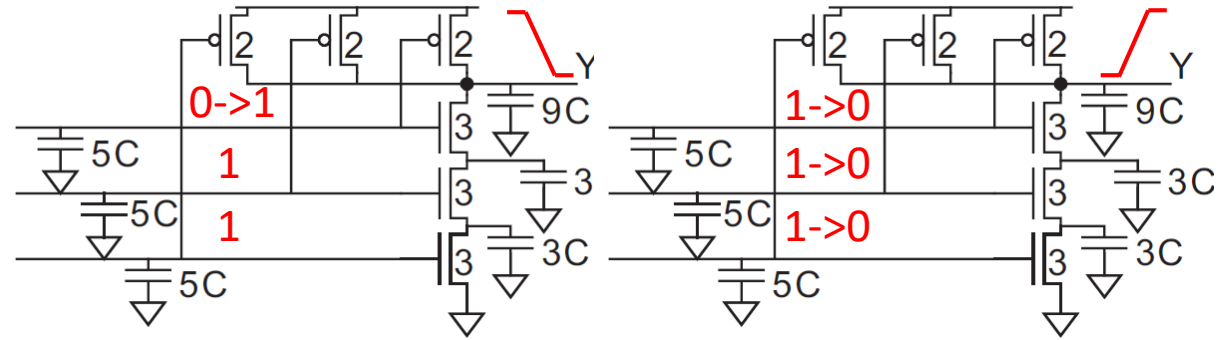 2 2 2 Y
0->1 3 9C
5C 1 3 3
5C 1 3 3C
5C
2 2 2 Y
1->0 3 9C
5C 1->0 3 3C
5C 1->0 3 3C
5C